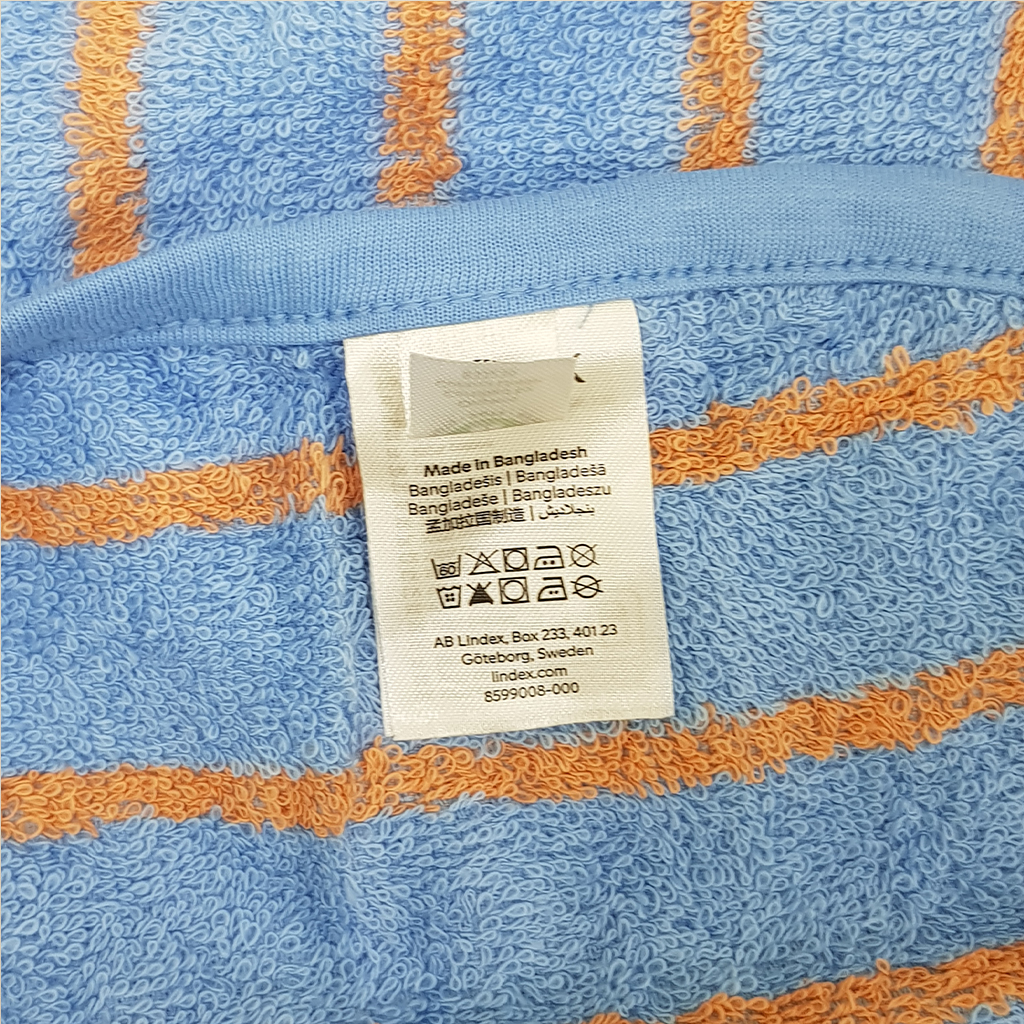 Made In Bangladesh
Bangladešis | Bangladešā
Bangladeše | Bangladeszu
孟加拉国制造 | بنجلاديش
60
AB Lindex, Box 233, 401 23
Göteborg, Sweden
lindex.com
8599008-000